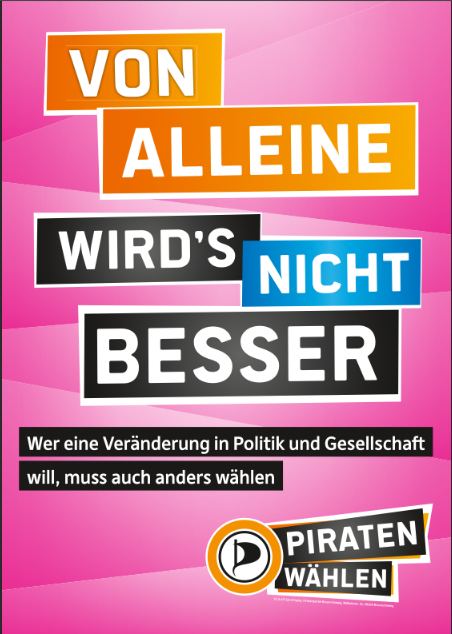 VON
ALLEINE
WIRD'S
NICHT
BESSER
Wer eine Veränderung in Politik und Gesellschaft
will, muss auch anders wählen
PIRATEN
WÄHLEN